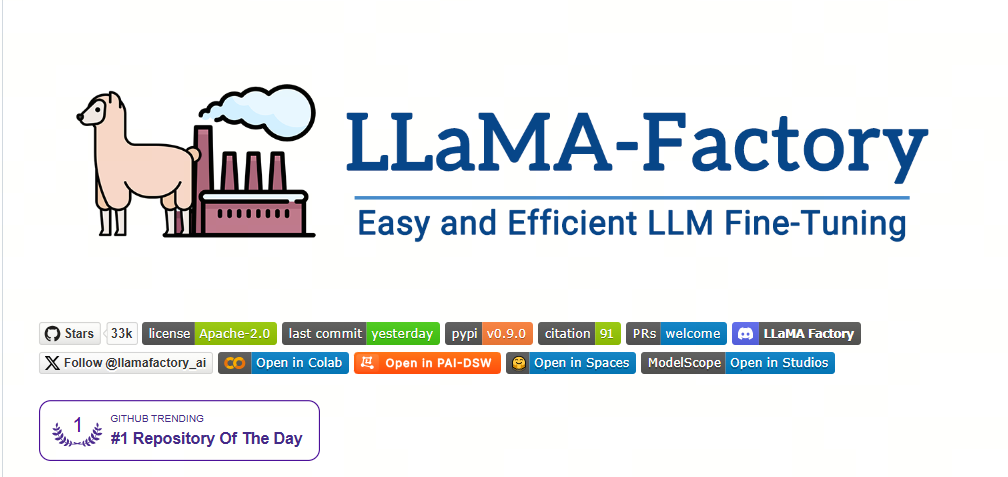 LLaMA-Factory
Easy and Efficient LLM Fine-Tuning
Stars 33k license Apache-2.0 last commit yesterday pypi v0.9.0 citation 91 PRs welcome LLaMA Factory
Follow @llamafactory_ai Open in Colab Open in PAI-DSW Open in Spaces ModelScope Open in Studios
1
GITHUB TRENDING
#1 Repository Of The Day